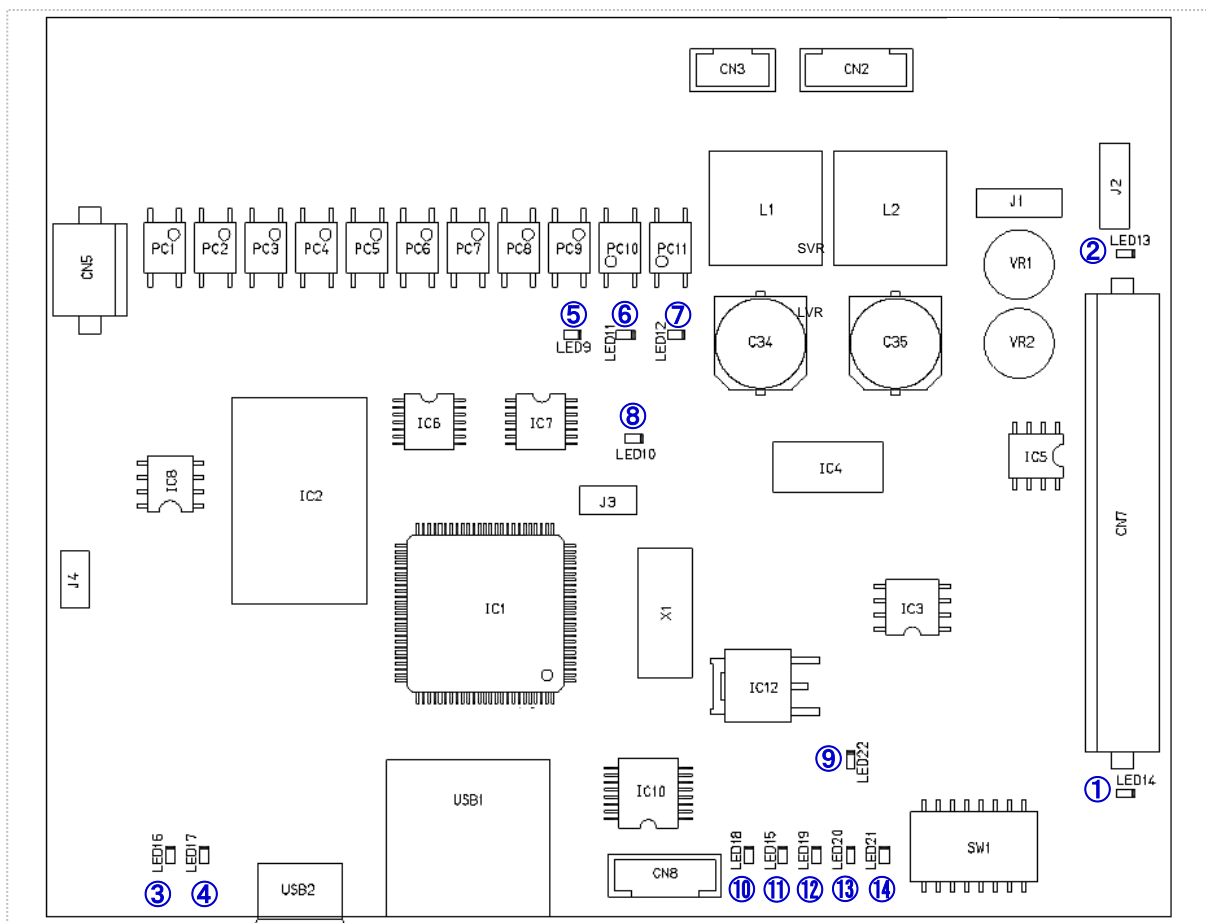 CN3
CN2
J2
L1
L2
J1
LED13
②
SVR
VR1
CN5
PC1
PC2
PC3
PC4
PC5
PC6
PC7
PC8
PC9
PC10
PC11
⑤
⑥
⑦
LED9
LED11
LED12
LVR
C34
C35
VR2
IC6
IC7
⑧
LED10
IC4
IC5
IC8
IC2
J3
CN7
J4
IC1
X1
IC3
IC12
⑨
LED22
LED14
①
USB1
IC10
LED16
LED17
③
④
USB2
CN8
LED18
LED15
LED19
LED20
LED21
⑩
⑪
⑫
⑬
⑭
SW1